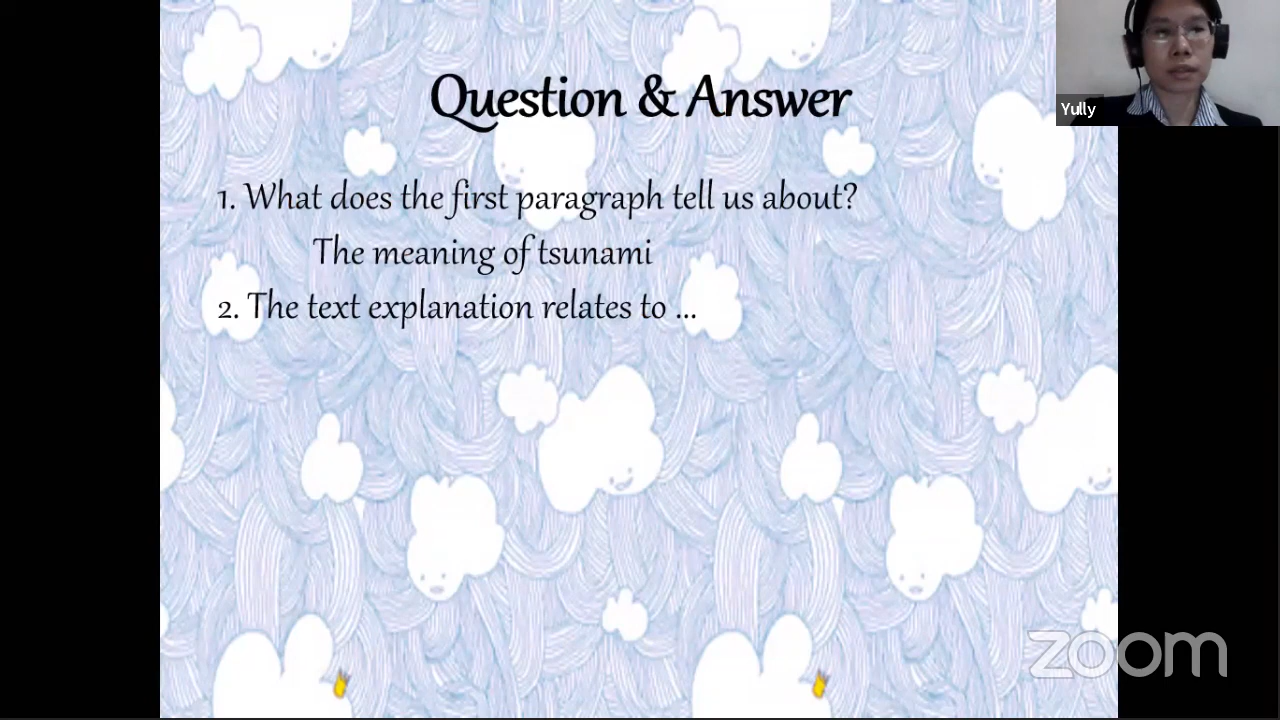 Question & Answer
Yully
1. What does the first paragraph tell us about?
The meaning of tsunami
2. The text explanation relates to ...
zoom